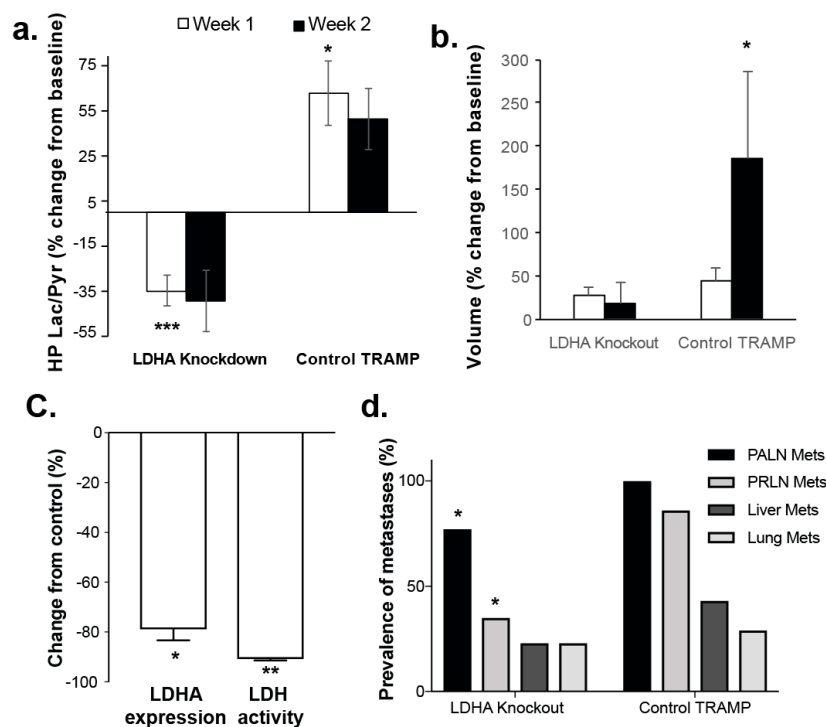 a.
Week 1 Week 2
HP Lac/Pyr (% change from baseline)
75
55
25
5
-15
-35
-55
*
***
LDHA Knockdown Control TRAMP
b.
Volume (% change from baseline)
300
250
200
150
100
50
0
*
LDHA Knockout Control TRAMP
C.
Change from control (%)
0
-20
-40
-60
-80
-100
*
**
LDHA expression
LDH activity
d.
Prevalence of metastases (%)
100
50
0
*
*
PALN Mets
PRLN Mets
Liver Mets
Lung Mets
LDHA Knockout Control TRAMP